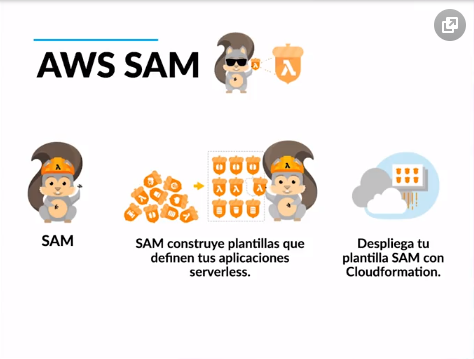 AWS SAM
SAM
SAM construye plantillas que
definen tus aplicaciones
serverless.
Despliega tu
plantilla SAM con
Cloudformation.